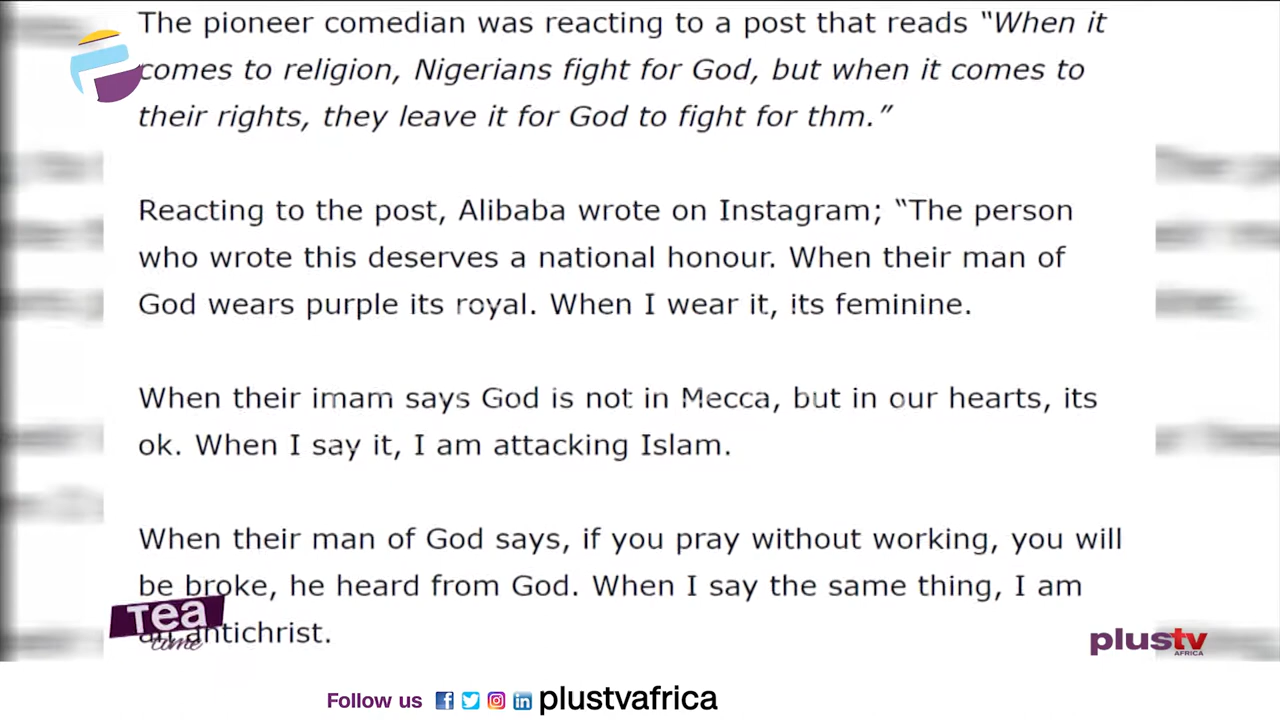 The pioneer comedian was reacting to a post that reads “When it
comes to religion, Nigerians fight for God, but when it comes to
their rights, they leave it for God to fight for thm.”
Reacting to the post, Alibaba wrote on Instagram; “The person
who wrote this deserves a national honour. When their man of
God wears purple its royal. When I wear it, its feminine.
When their imam says God is not in Mecca, but in our hearts, its
ok. When I say it, I am attacking Islam.
When their man of God says, if you pray without working, you will
be broke, he heard from God. When I say the same thing, I am
an antichrist.
Tea
time
plustv
AFRICA
Follow us plustvafrica